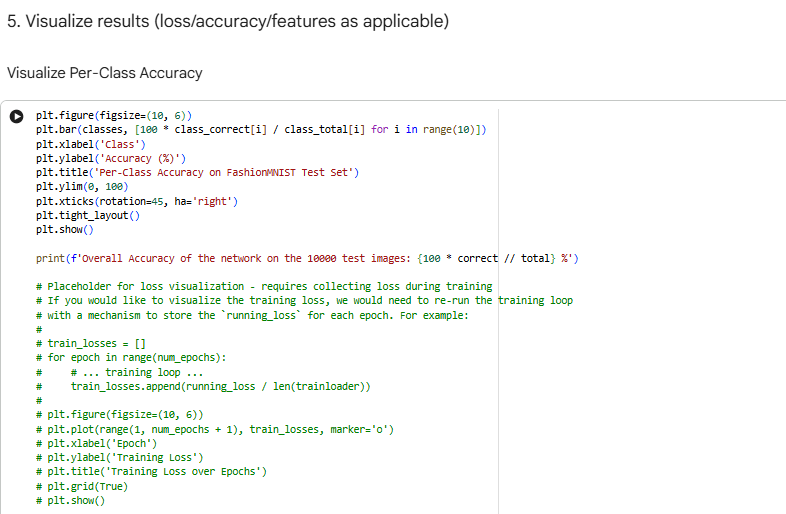 5. Visualize results (loss/accuracy/features as applicable)
Visualize Per-Class Accuracy
plt.figure(figsize=(10, 6))
plt.bar(classes, [100 * class_correct[i] / class_total[i] for i in range(10)])
plt.xlabel('Class')
plt.ylabel('Accuracy (%)')
plt.title('Per-Class Accuracy on FashionMNIST Test Set')
plt.ylim(0, 100)
plt.xticks(rotation=45, ha='right')
plt.tight_layout()
plt.show()
print(f'Overall Accuracy of the network on the 10000 test images: {100 * correct // total} %')
# Placeholder for loss visualization - requires collecting loss during training
# If you would like to visualize the training loss, we would need to re-run the training loop
# with a mechanism to store the `running_loss` for each epoch. For example:
#
# train_losses = []
# for epoch in range(num_epochs):
#     # ... training loop ...
#     train_losses.append(running_loss / len(trainloader))
#
# plt.figure(figsize=(10, 6))
# plt.plot(range(1, num_epochs + 1), train_losses, marker='o')
# plt.xlabel('Epoch')
# plt.ylabel('Training Loss')
# plt.title('Training Loss over Epochs')
# plt.grid(True)
# plt.show()